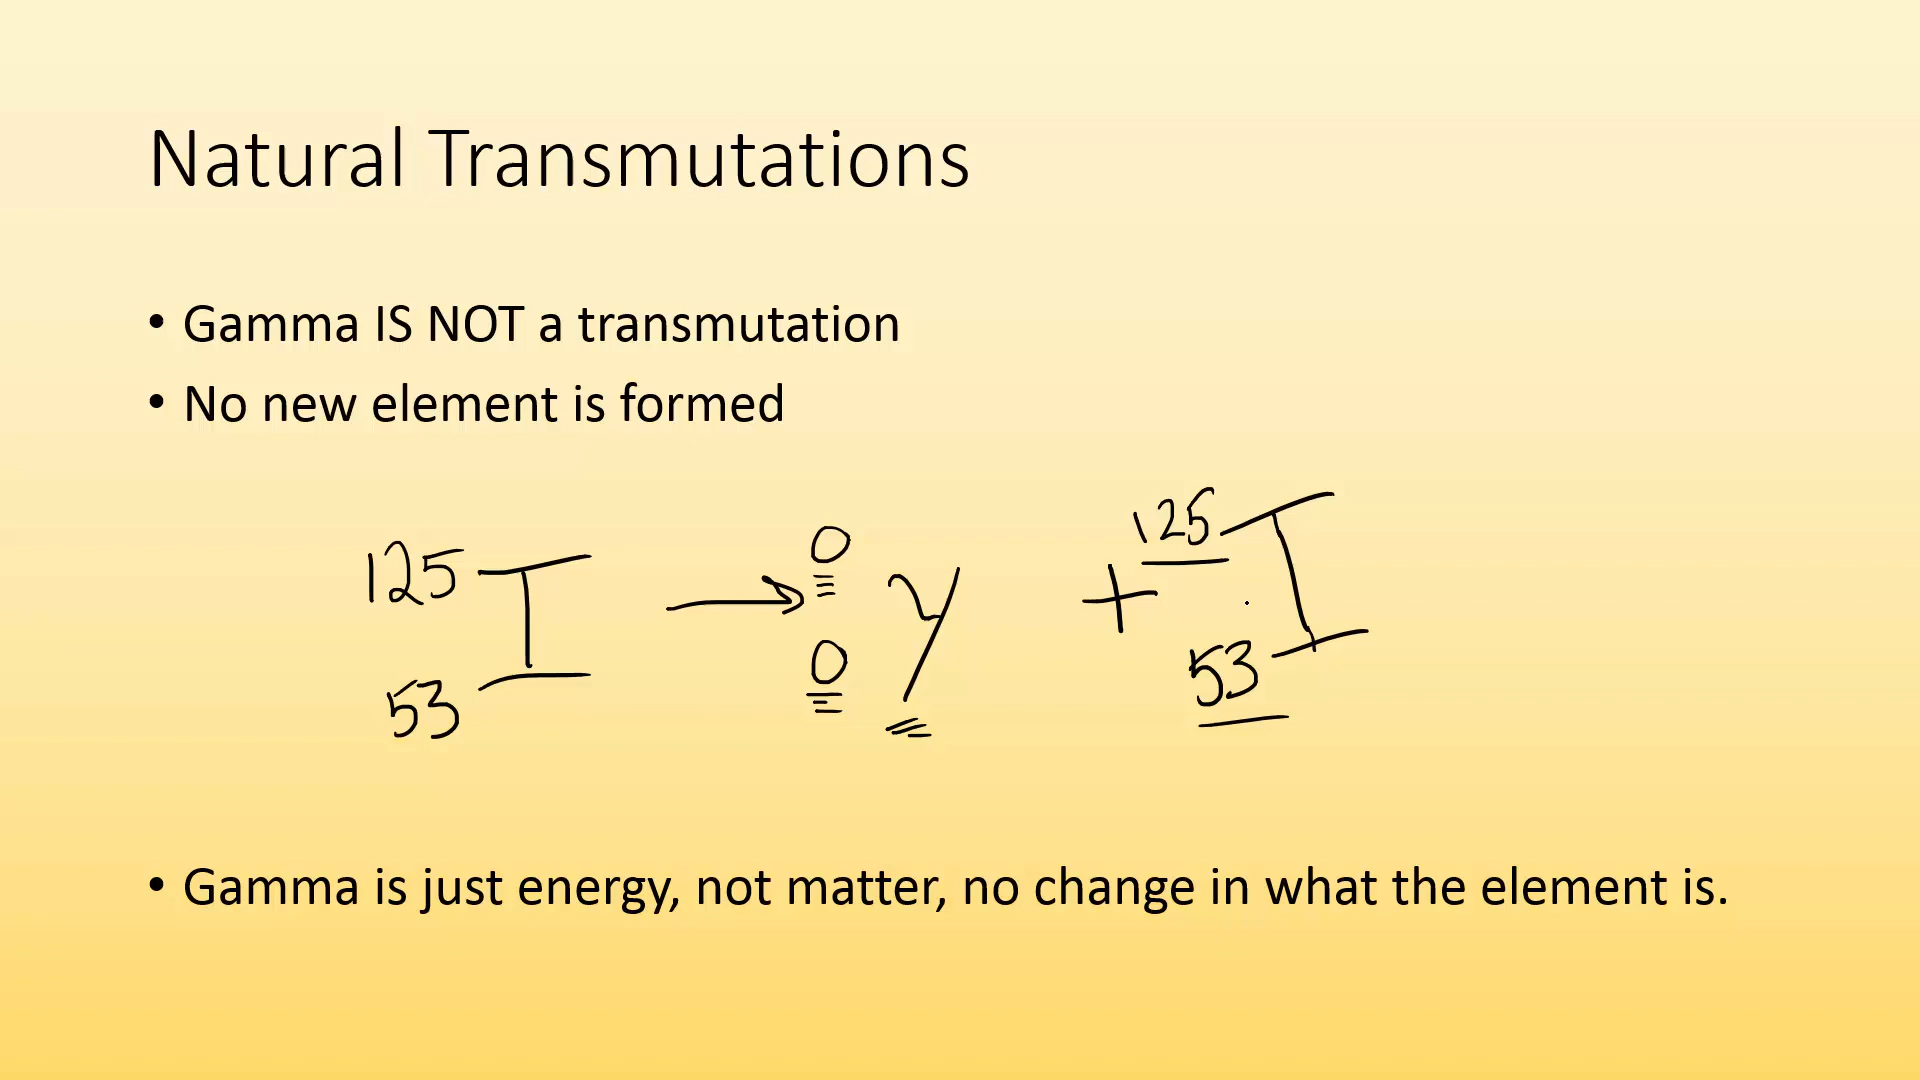 Natural Transmutations
• Gamma IS NOT a transmutation
• No new element is formed
125 I 53 → 0 0 γ + 125 I 53
• Gamma is just energy, not matter, no change in what the element is.